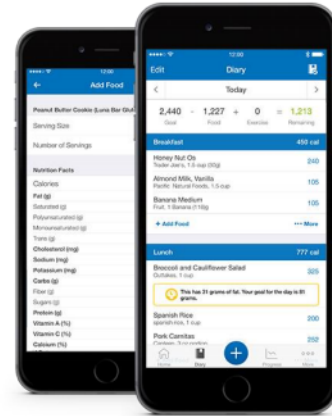 12:00
Add Food
Peanut Butter Cookie (Luna Bar Glu
Serving Size
Number of Servings
Nutrition Facts
Calories
Fat (g)
Saturated (g)
Polyunsaturated (g)
Monounsaturated (g)
Trans (g)
Cholesterol (mg)
Sodium (mg)
Potassium (mg)
Carbs (g)
Fiber (g)
Sugars (g)
Protein (g)
Vitamin A (%)
Vitamin C (%)
Calcium (%)
12:00
Edit Diary
Today
2,440 - 1,227 + 0 = 1,213
Goal Food Exercise Remaining
Breakfast 450 cal
Honey Nut Os 240
Trader Joe's, 1.5 cup (55g)
Almond Milk, Vanilla 105
Pacific Natural Foods, 1.5 cup
Banana Medium 105
Fruit, 1 Banana (118g)
+ Add Food ••• More
Lunch 777 cal
Broccoli and Cauliflower Salad 325
Outtakes, 1 cup
This has 31 grams of fat. Your goal for the day is 81
grams.
Spanish Rice 200
spanish rice, 1 cup
Pork Carnitas 252
Home Diary + Progress More